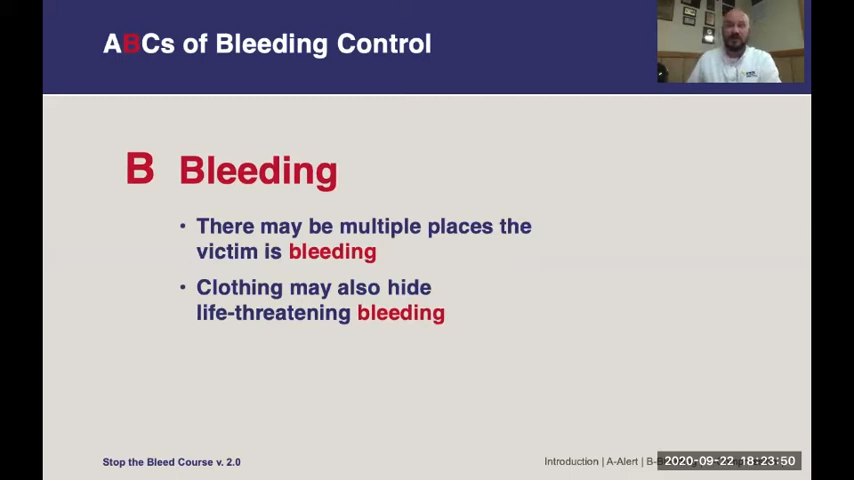 ABCs of Bleeding Control
B Bleeding
• There may be multiple places the
victim is bleeding
• Clothing may also hide
life-threatening bleeding
Stop the Bleed Course v. 2.0
Introduction | A-Alert |
2020-09-22 18:23:50